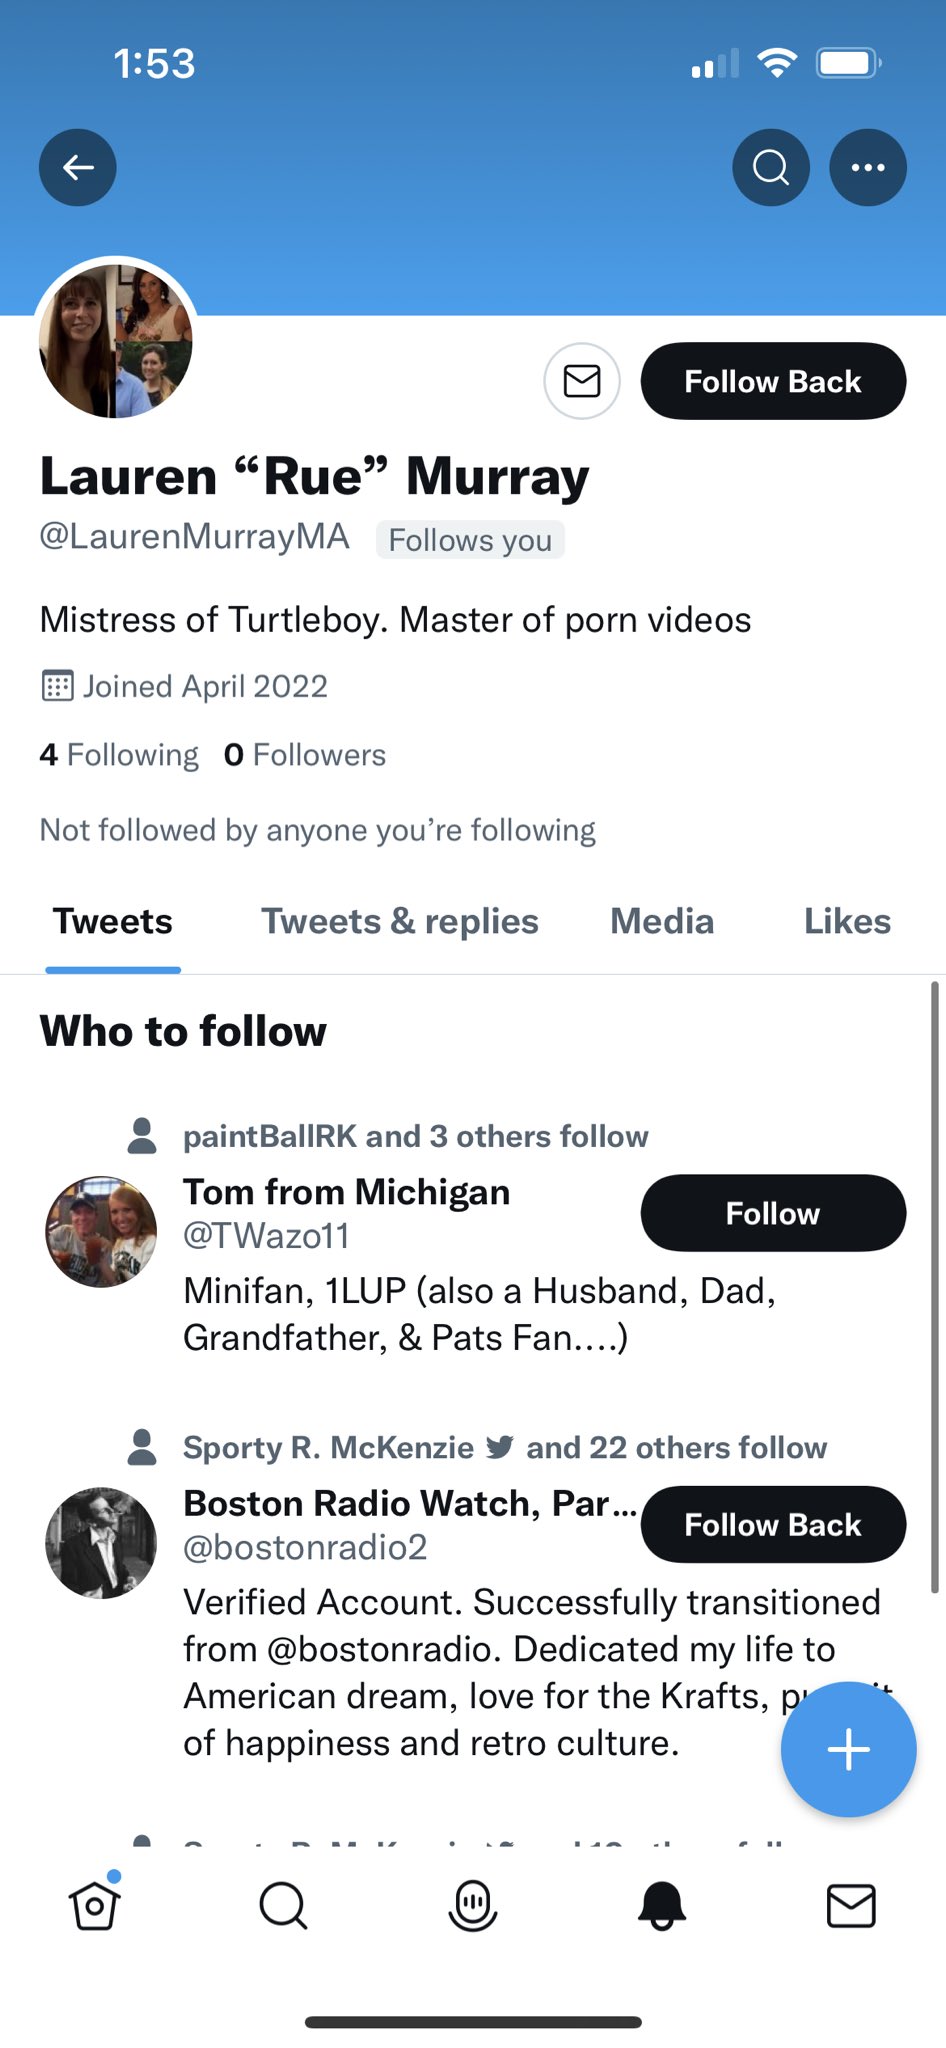 1:53
Follow Back
Lauren “Rue” Murray
@LaurenMurrayMA Follows you
Mistress of Turtleboy. Master of porn videos
Joined April 2022
4 Following 0 Followers
Not followed by anyone you’re following
Tweets Tweets & replies Media Likes
Who to follow
paintBallRK and 3 others follow
Tom from Michigan
Follow
@TWazo11
Minifan, 1LUP (also a Husband, Dad,
Grandfather, & Pats Fan....)
Sporty R. McKenzie and 22 others follow
Boston Radio Watch, Par...
Follow Back
@bostonradio2
Verified Account. Successfully transitioned
from @bostonradio. Dedicated my life to
American dream, love for the Krafts,
of happiness and retro culture.